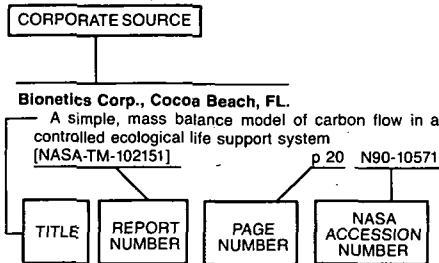 CORPORATE SOURCE
Bionetics Corp., Cocoa Beach, FL.
A simple, mass balance model of carbon flow in a
controlled ecological life support system
[NASA-TM-102151] p 20 N90-10571
TITLE
REPORT
NUMBER
PAGE
NUMBER
NASA
ACCESSION
NUMBER